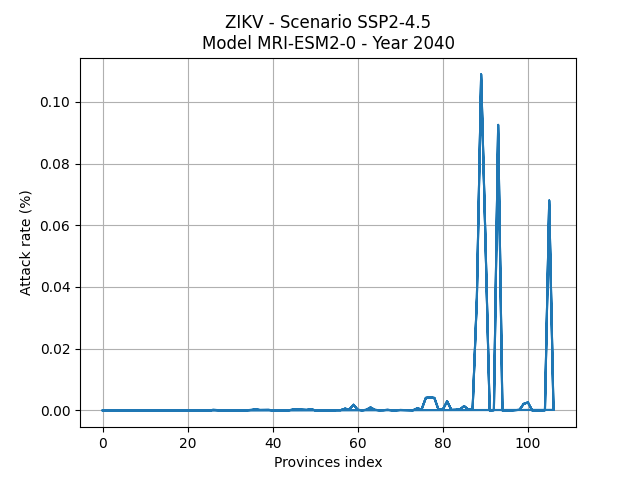 ZIKV - Scenario SSP2-4.5
Model MRI-ESM2-0 - Year 2040
Attack rate (%)
0.10
0.08
0.06
0.04
0.02
0.00
0 20 40 60 80 100
Provinces index